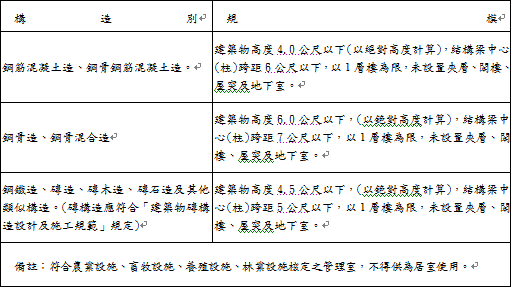 構造別 規模
鋼筋混凝土造、鋼骨鋼筋混凝土造。
建築物高度4.0公尺以下(以絕對高度計算),結構梁中心
(柱)跨距6公尺以下,以1層樓為限,未設置夾層、閣樓、
屋突及地下室。
鋼骨造、鋼骨混合造
建築物高度6.0公尺以下,(以絕對高度計算),結構梁中
心(柱)跨距7公尺以下,以1層樓為限,未設置夾層、閣
樓、屋突及地下室。
鋼鐵造、磚造、磚木造、磚石造及其他
類似構造。(磚構造應符合「建築物磚構
造設計及施工規範」規定)
建築物高度4.5公尺以下,(以絕對高度計算),結構梁中
心(柱)跨距5公尺以下,以1層樓為限,未設置夾層、閣
樓、屋突及地下室。
備註:符合農業設施、畜牧設施、養殖設施、林業設施核定之管理室,不得供為居室使用。